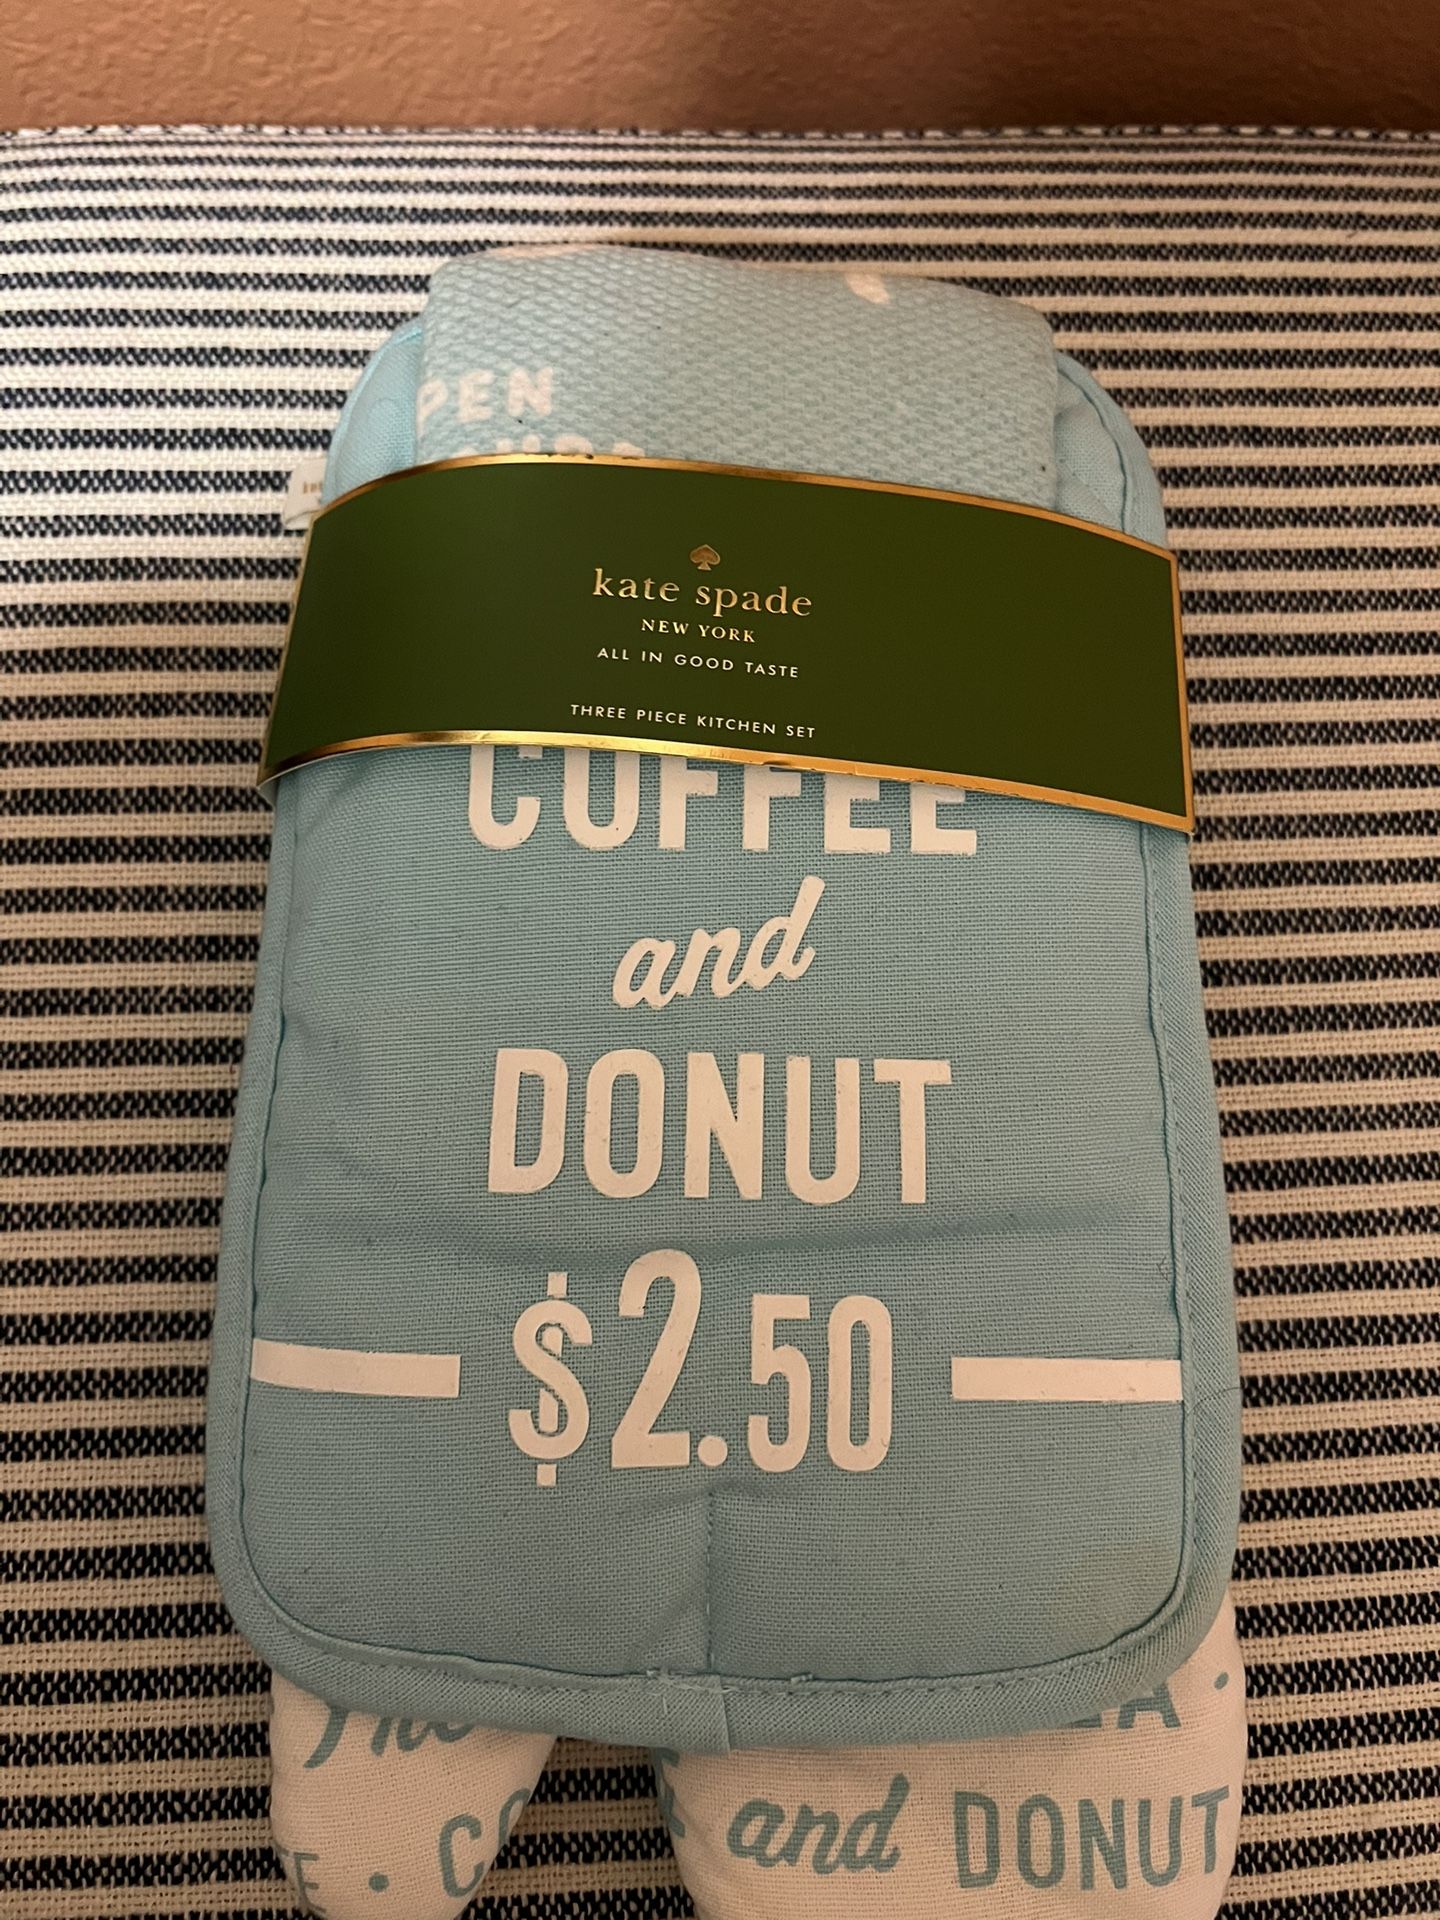 PEN
kate spade
NEW YORK
ALL IN GOOD TASTE
THREE PIECE KITCHEN SET
COFFEE
and
DONUT
$2.50
The
and DONUT